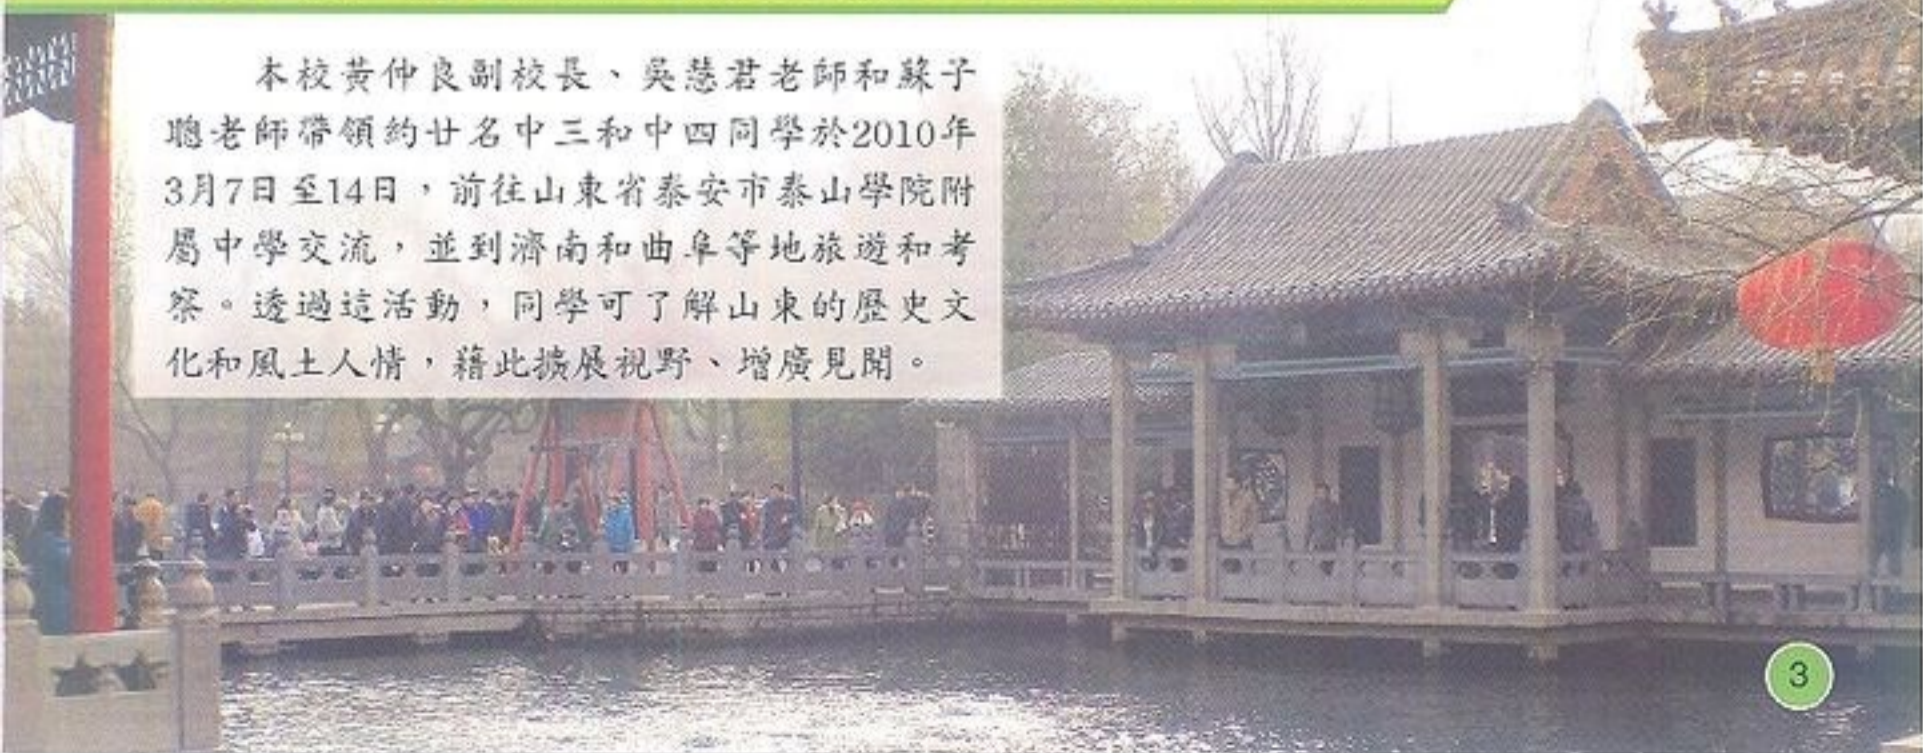 本校黃仲良副校長、吳慧君老師和蘇子
聰老師帶領約廿名中三和中四同學於2010年
3月7日至14日，前往山東省泰安市泰山學院附
屬中學交流，並到濟南和曲阜等地旅遊和考
察。透過這活動，同學可了解山東的歷史文
化和風土人情，藉此擴展視野、增廣見聞。
3